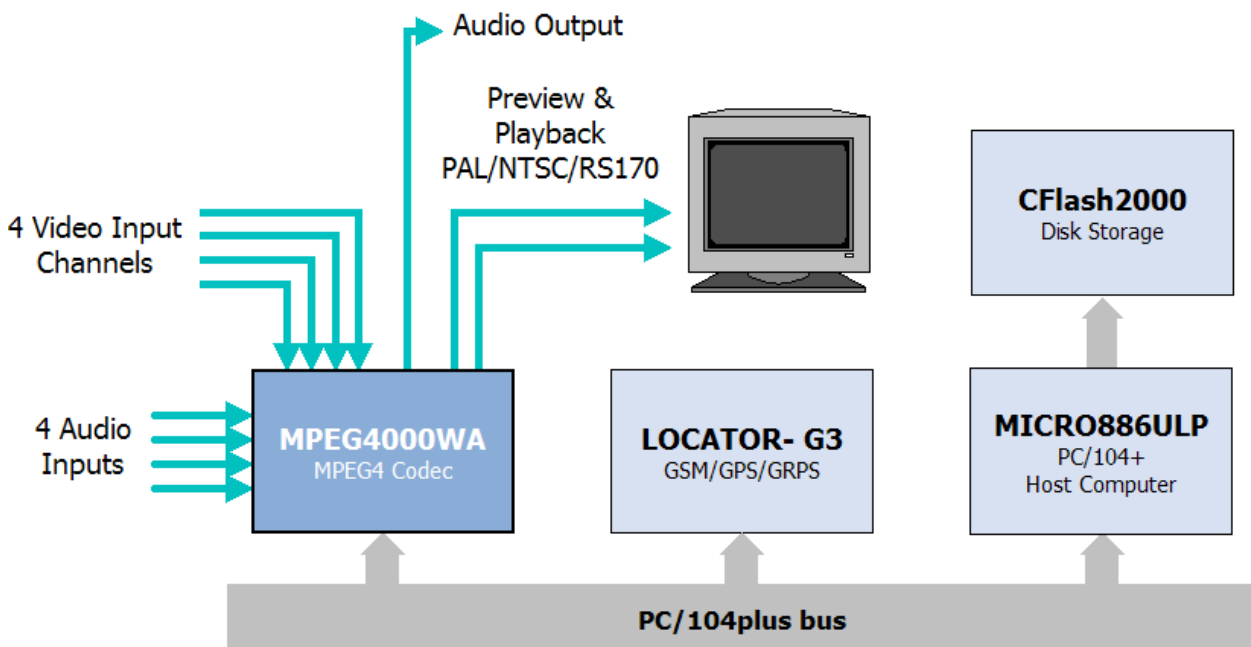 Audio Output
Preview &
Playback
PAL/NTSC/RS170
4 Video Input
Channels
CFlash2000
Disk Storage
4 Audio
Inputs
MPEG4000WA
MPEG4 Codec
LOCATOR- G3
GSM/GPS/GRPS
MICRO886ULP
PC/104+
Host Computer
PC/104plus bus